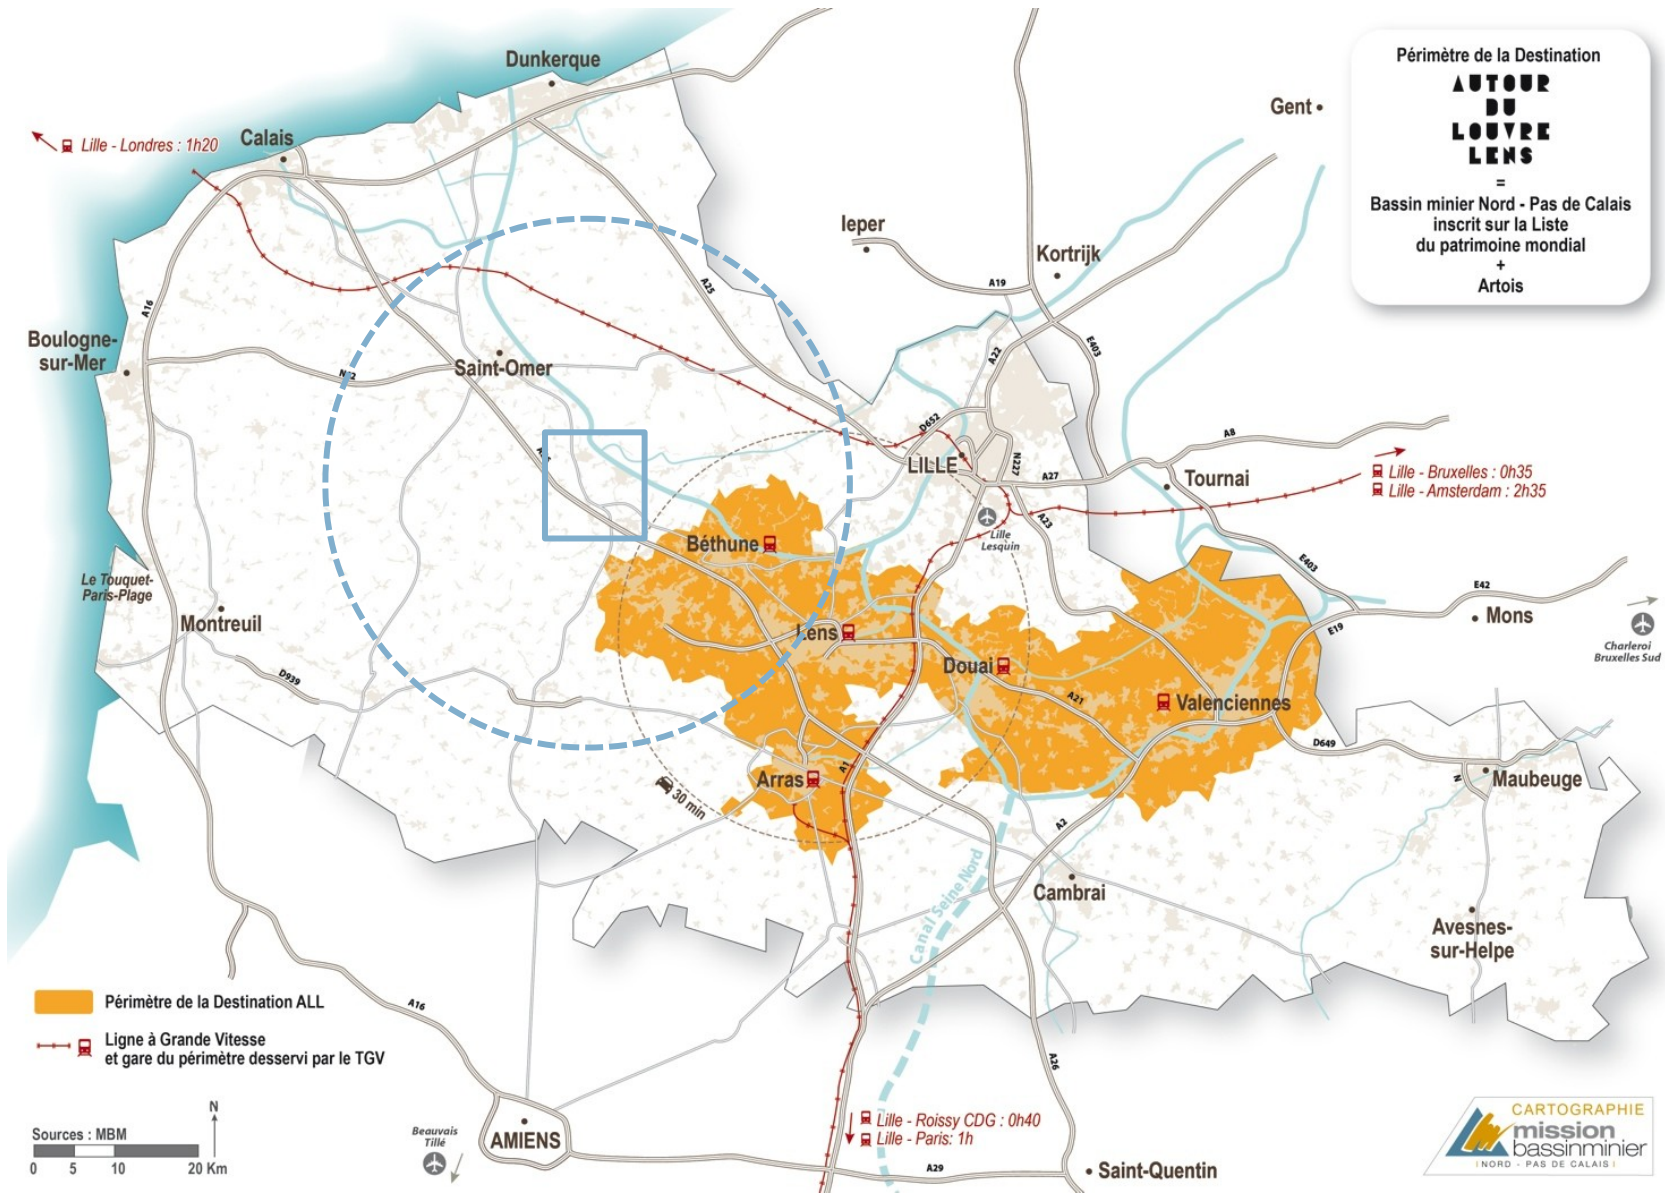 Périmètre de la Destination
AUTOUR
DU
LOUVRE
LENS
=
Bassin minier Nord - Pas de Calais
inscrit sur la Liste
du patrimoine mondial
+
Artois
Dunkerque
Gent
Calais
Lille - Londres : 1h20
Ieper
Kortrijk
A25
A19
A16
Boulogne-
sur-Mer
A22
E403
Saint-Omer
D652
A8
LILLE
N227
A27
Tournai
Lille - Bruxelles : 0h35
Lille - Amsterdam : 2h35
A23
Lille
Lesquin
Béthune
E403
Le Touquet-
Paris-Plage
E42
Montreuil
Mons
Lens
E19
Charleroi
Bruxelles Sud
Douai
D939
A21
Valenciennes
D649
A1
Arras
Maubeuge
N
30 min
A2
Canal Seine Nord
Cambrai
Avesnes-
sur-Helpe
Périmètre de la Destination ALL
A16
Ligne à Grande Vitesse
et gare du périmètre desservi par le TGV
A26
N
Sources : MBM
0 5 10 20 Km
Beauvais
Tillé
AMIENS
Lille - Roissy CDG : 0h40
Lille - Paris: 1h
A29
Saint-Quentin
CARTOGRAPHIE
mission
bassinminier
NORD - PAS DE CALAIS